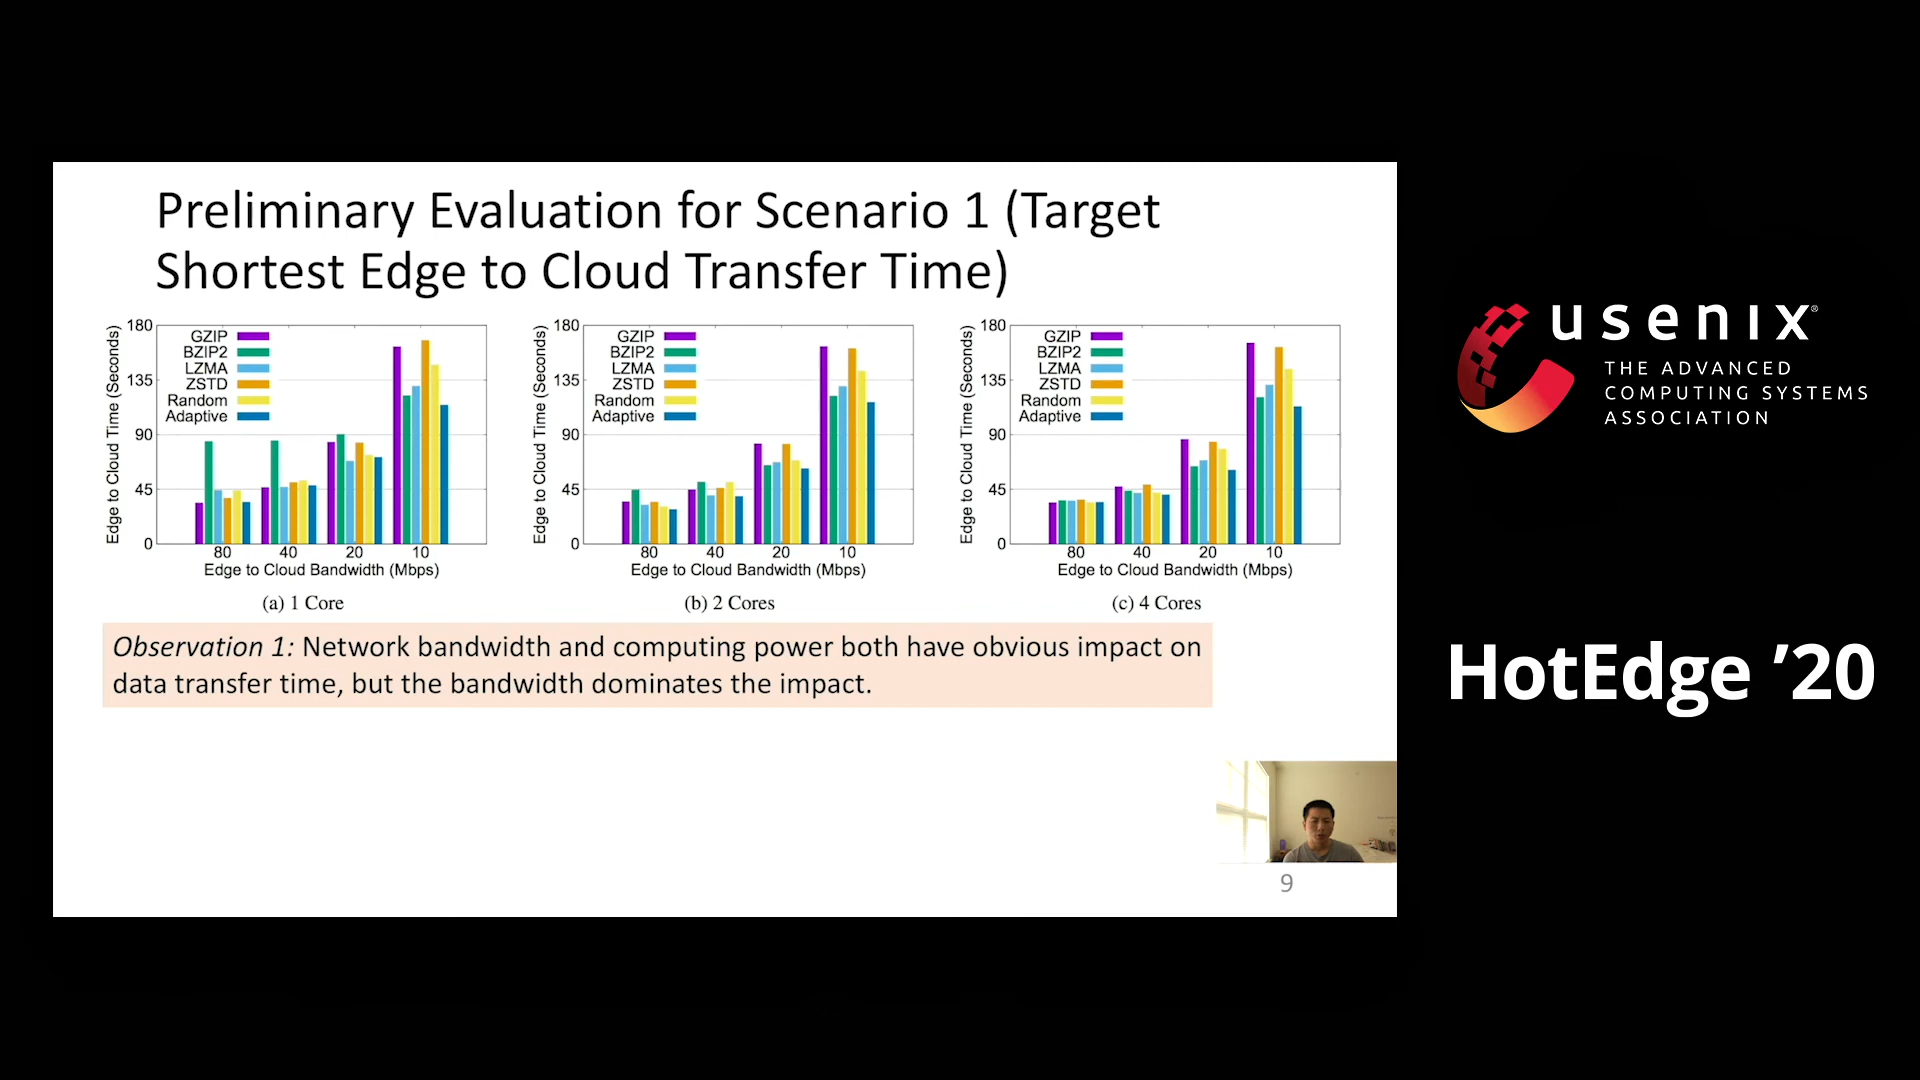 Preliminary Evaluation for Scenario 1 (Target
Shortest Edge to Cloud Transfer Time)
Edge to Cloud Time (Seconds)
180
135
90
45
0
GZIP
BZIP2
LZMA
ZSTD
Random
Adaptive
80 40 20 10
Edge to Cloud Bandwidth (Mbps)
(a) 1 Core
Edge to Cloud Time (Seconds)
180
135
90
45
0
GZIP
BZIP2
LZMA
ZSTD
Random
Adaptive
80 40 20 10
Edge to Cloud Bandwidth (Mbps)
(b) 2 Cores
Edge to Cloud Time (Seconds)
180
135
90
45
0
GZIP
BZIP2
LZMA
ZSTD
Random
Adaptive
80 40 20 10
Edge to Cloud Bandwidth (Mbps)
(c) 4 Cores
Observation 1: Network bandwidth and computing power both have obvious impact on
data transfer time, but the bandwidth dominates the impact.
9
usenix®
THE ADVANCED
COMPUTING SYSTEMS
ASSOCIATION
HotEdge ’20